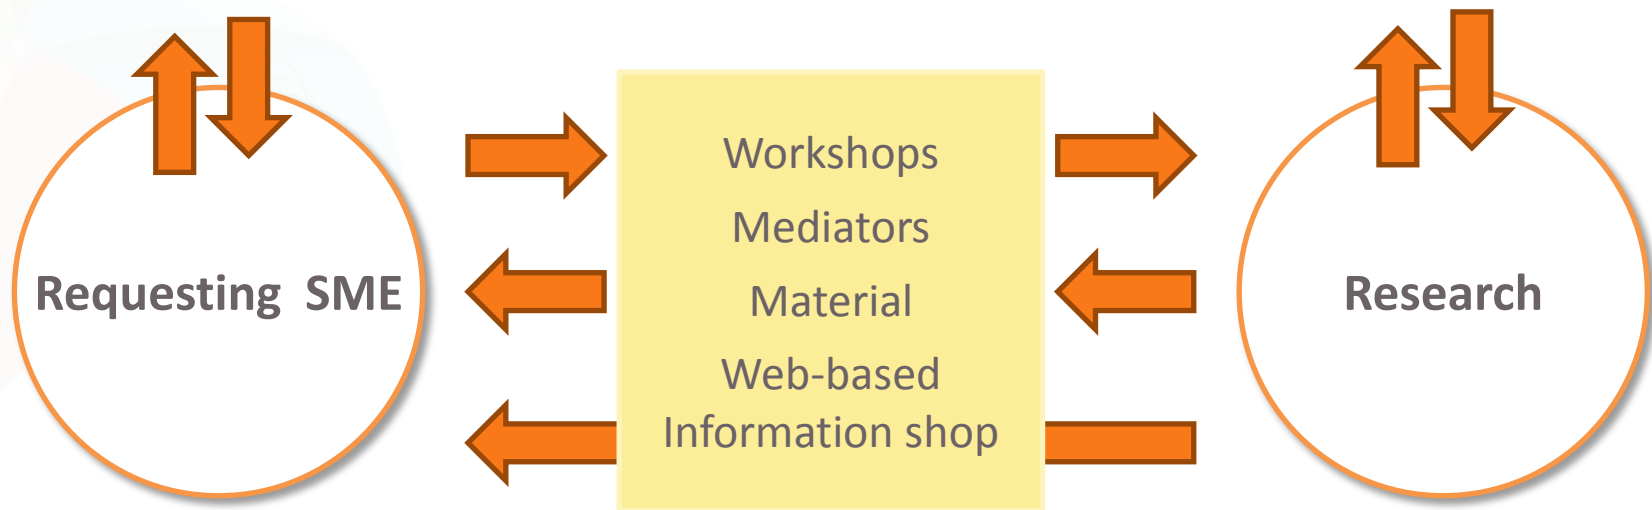 Requesting  SME
Workshops
Mediators
Material
Web-based
Information shop
Research